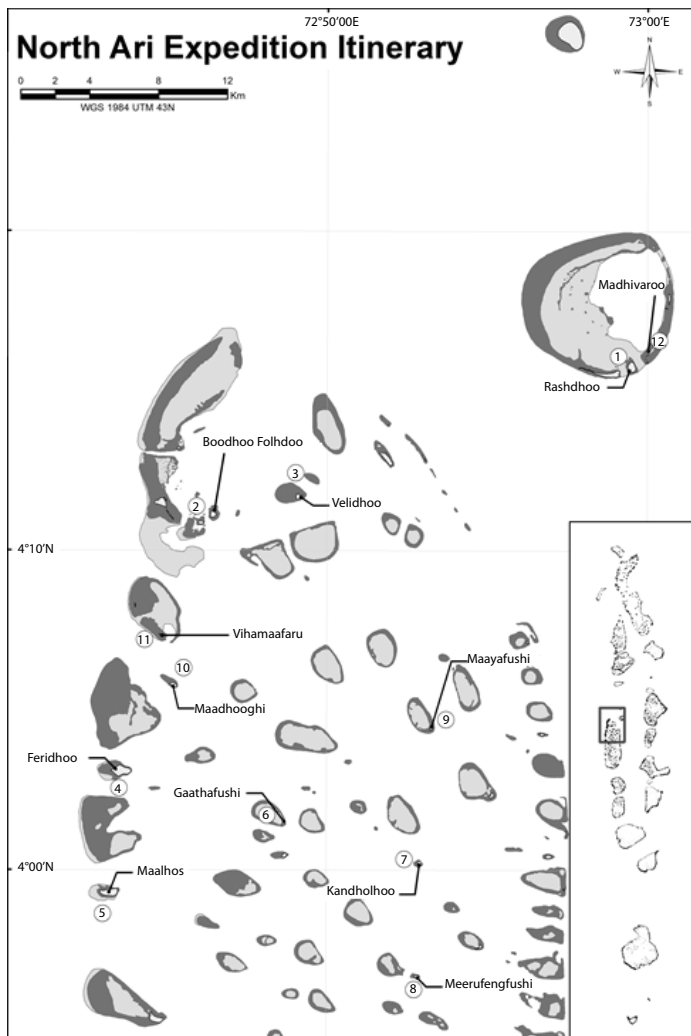 72°50'00E
73°00'E
North Ari Expedition Itinerary
N
W
E
S
0 2 4 8 12
Km
WGS 1984 UTM 43N
Madhivaroo
12
1
Rashdhoo
Boodhoo Folhdoo
3
2
Velidhoo
4°10'N
11
Vihamaafaru
Maayafushi
10
Maadhooghi
9
Feridhoo
4
Gaathafushi
6
7
4°00'N
Maalhos
Kandholhoo
5
Meerufengfushi
8